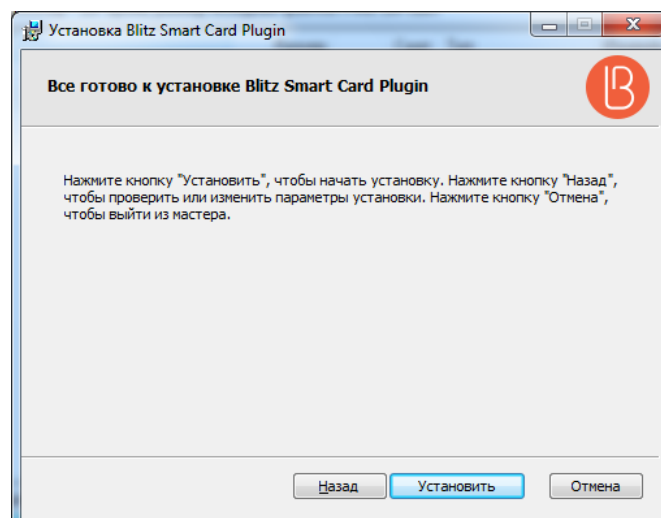 Установка Blitz Smart Card Plugin
Все готово к установке Blitz Smart Card Plugin
Нажмите кнопку "Установить", чтобы начать установку. Нажмите кнопку "Назад",
чтобы проверить или изменить параметры установки. Нажмите кнопку "Отмена",
чтобы выйти из мастера.
Назад Установить Отмена